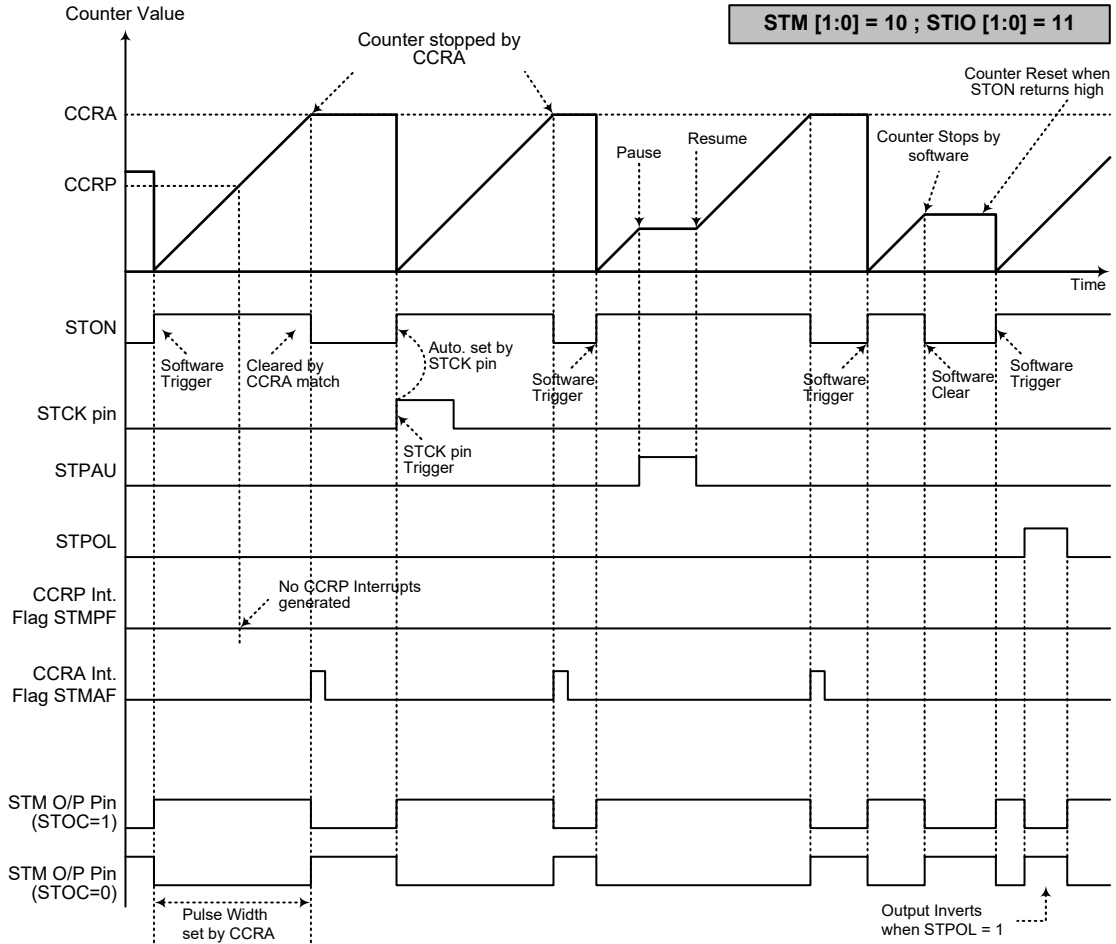 Counter Value
STM [1:0] = 10 ; STIO [1:0] = 11
Counter stopped by
CCRA
Counter Reset when
STON returns high
CCRA
Pause
Resume
Counter Stops by
software
CCRP
Time
STON
Software
Trigger
Cleared by
CCRA match
Auto. set by
STCK pin
Software
Trigger
Software
Trigger
Software
Clear
Software
Trigger
STCK pin
STCK pin
Trigger
STPAU
STPOL
CCRP Int.
Flag STMPF
No CCRP Interrupts
generated
CCRA Int.
Flag STMAF
STM O/P Pin
(STOC=1)
STM O/P Pin
(STOC=0)
Pulse Width
set by CCRA
Output Inverts
when STPOL = 1